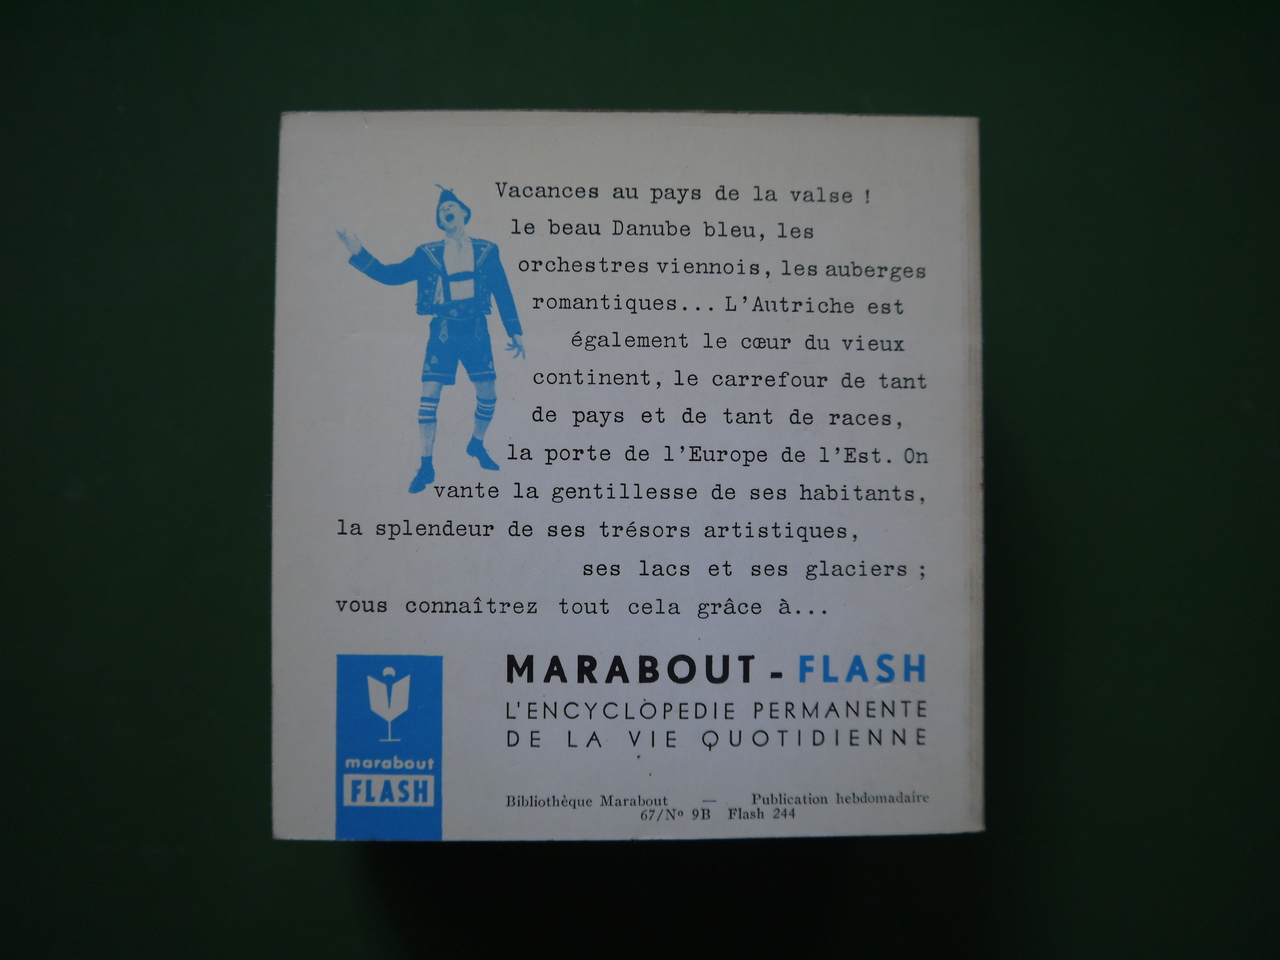 Vacances au pays de la valse !
le beau Danube bleu, les
orchestres viennois, les auberges
romantiques... L'Autriche est
également le cœur du vieux
continent, le carrefour de tant
de pays et de tant de races,
la porte de l'Europe de l'Est. On
vante la gentillesse de ses habitants,
la splendeur de ses trésors artistiques,
ses lacs et ses glaciers ;
vous connaîtrez tout cela grâce à...
MARABOUT - FLASH
L'ENCYCLOPEDIE PERMANENTE
DE LA VIE QUOTIDIENNE
marabout
FLASH
Bibliothèque Marabout — Publication hebdomadaire
67/No 9B Flash 244